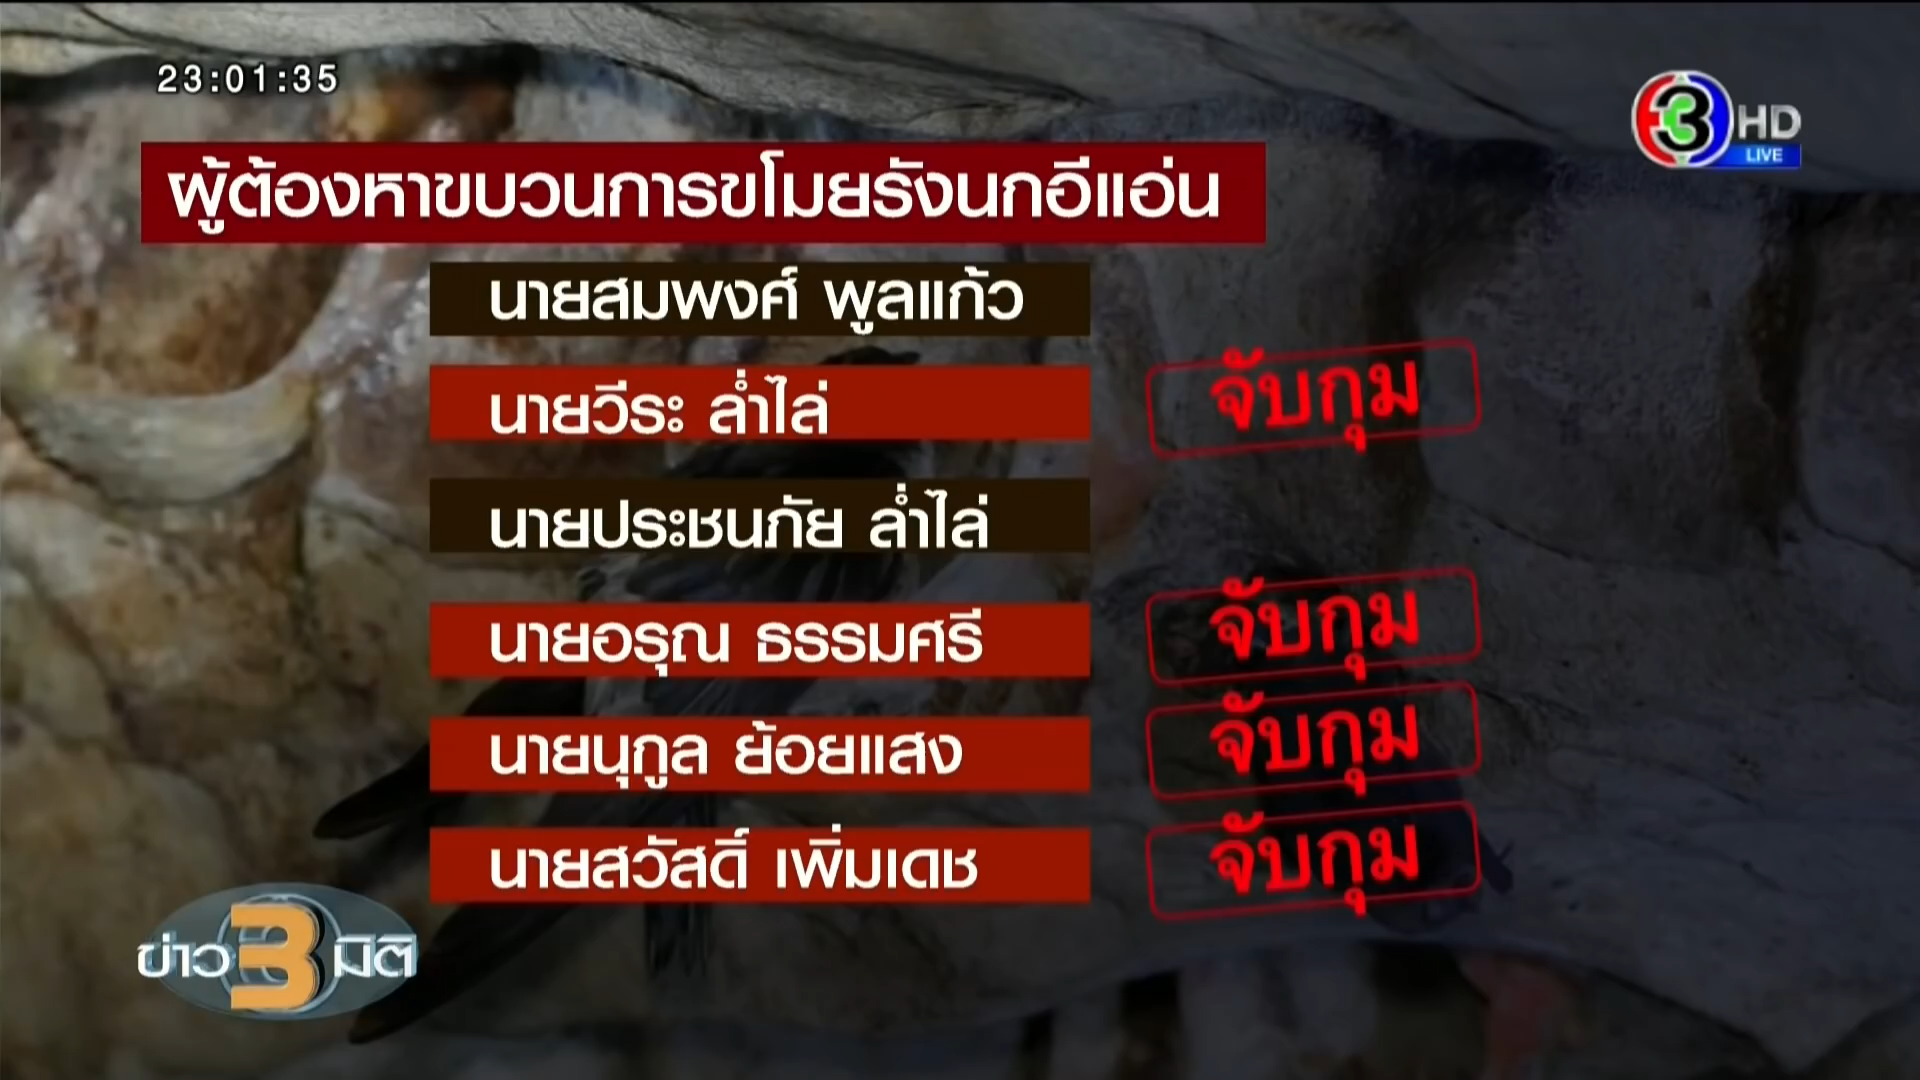 23:01:35
3 HD
LIVE
ผู้ต้องหาขบวนการขโมยรังนกอีแอ่น
นายสมพงศ์ พูลแก้ว
นายวีระ ล่ำไล่
จับกุม
นายประชนภัย ล่ำไล่
นายอรุณ ธรรมศรี
จับกุม
นายนุกูล ย้อยแสง
จับกุม
นายสวัสดิ์ เพิ่มเดช
จับกุม
ข่าว 3 มิติ